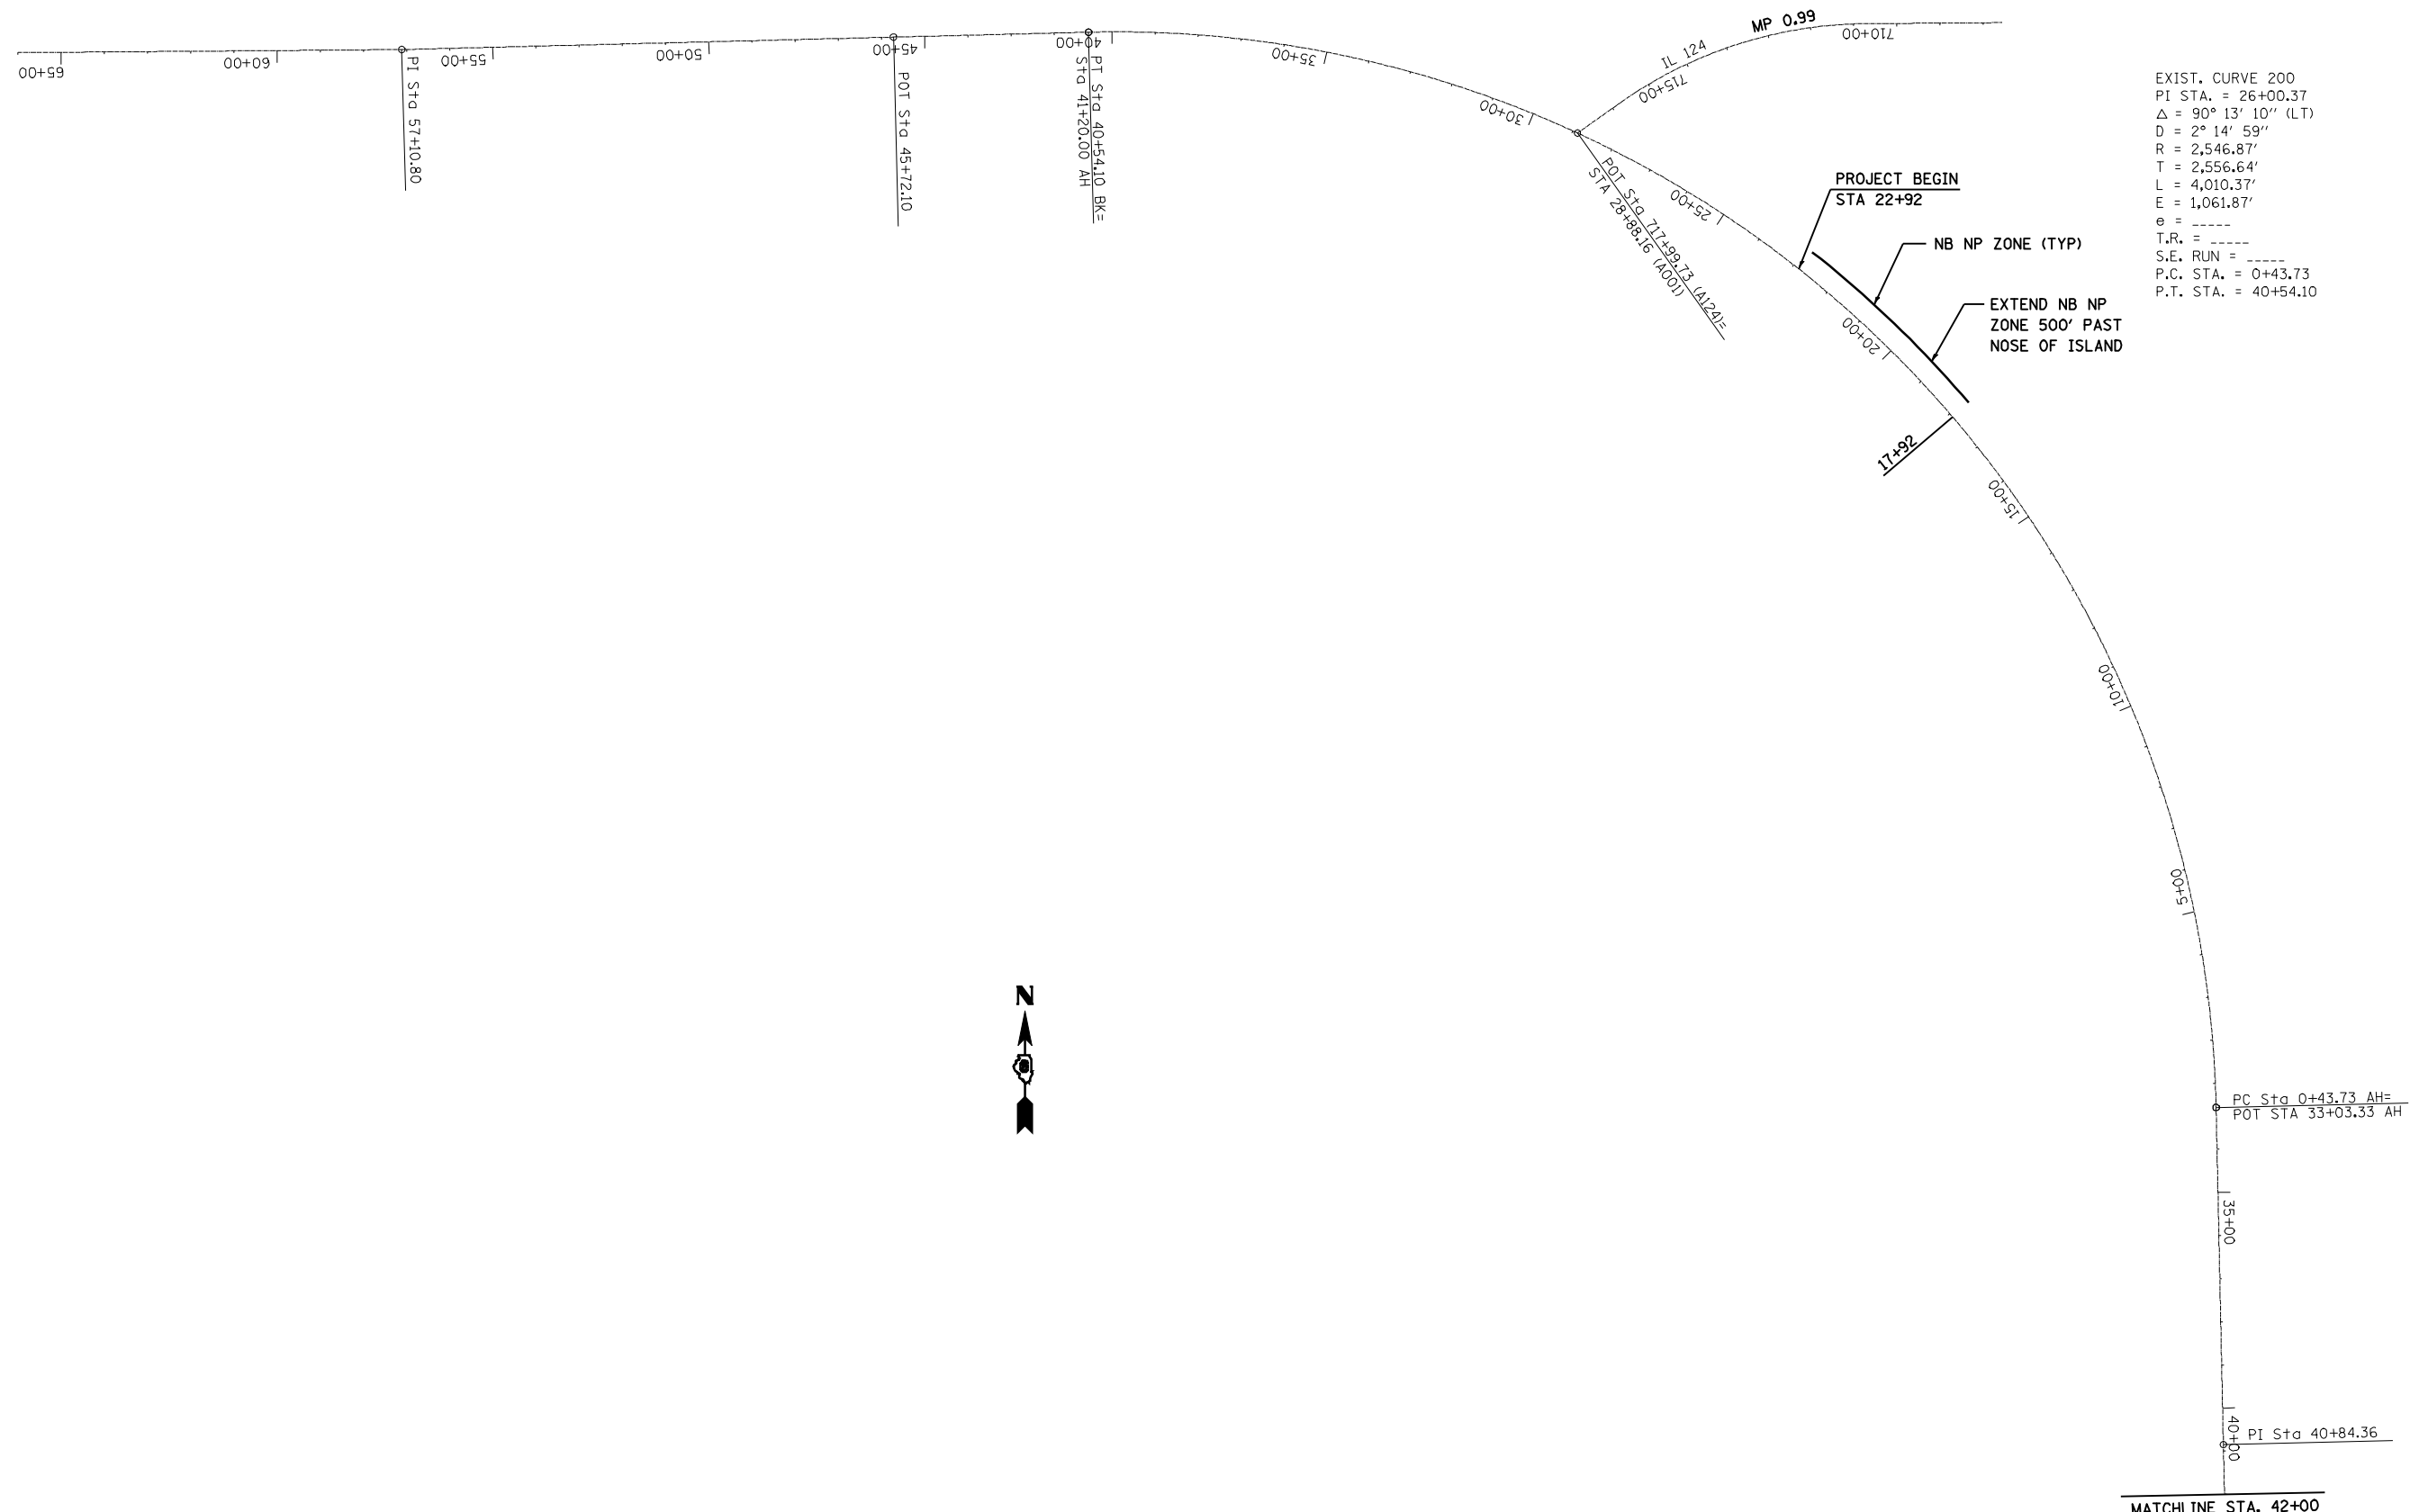 MP 0.99
IL 124
710+00
715+00
65+00
60+00
55+00
50+00
45+00
40+00
35+00
30+00
25+00
20+00
15+00
10+00
5+00
PI Sta 57+10.80
POT Sta 45+72.10
PT Sta 40+54.10 BK=
Sta 41+20.00 AH
POT Sta 717+99.73 (A124)=
STA 28+88.16 (A001)
PROJECT BEGIN
STA 22+92
NB NP ZONE (TYP)
EXTEND NB NP
ZONE 500' PAST
NOSE OF ISLAND
17+92
EXIST. CURVE 200
PI STA. = 26+00.37
Δ = 90° 13' 10" (LT)
D = 2° 14' 59"
R = 2,546.87'
T = 2,556.64'
L = 4,010.37'
E = 1,061.87'
e = _____
T.R. = _____
S.E. RUN = _____
P.C. STA. = 0+43.73
P.T. STA. = 40+54.10
N
PC Sta 0+43.73 AH=
POT STA 33+03.33 AH
35+00
40+00
PI Sta 40+84.36
MATCHLINE STA. 42+00